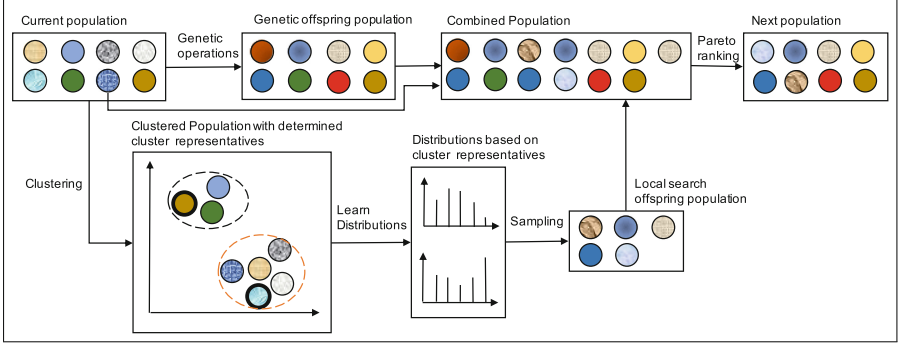 Current population
Genetic offspring population
Combined Population
Next population
Genetic
operations
Pareto
ranking
Clustered Population with determined
cluster representatives
Distributions based on
cluster representatives
Clustering
Learn
Distributions
Sampling
Local search
offspring population